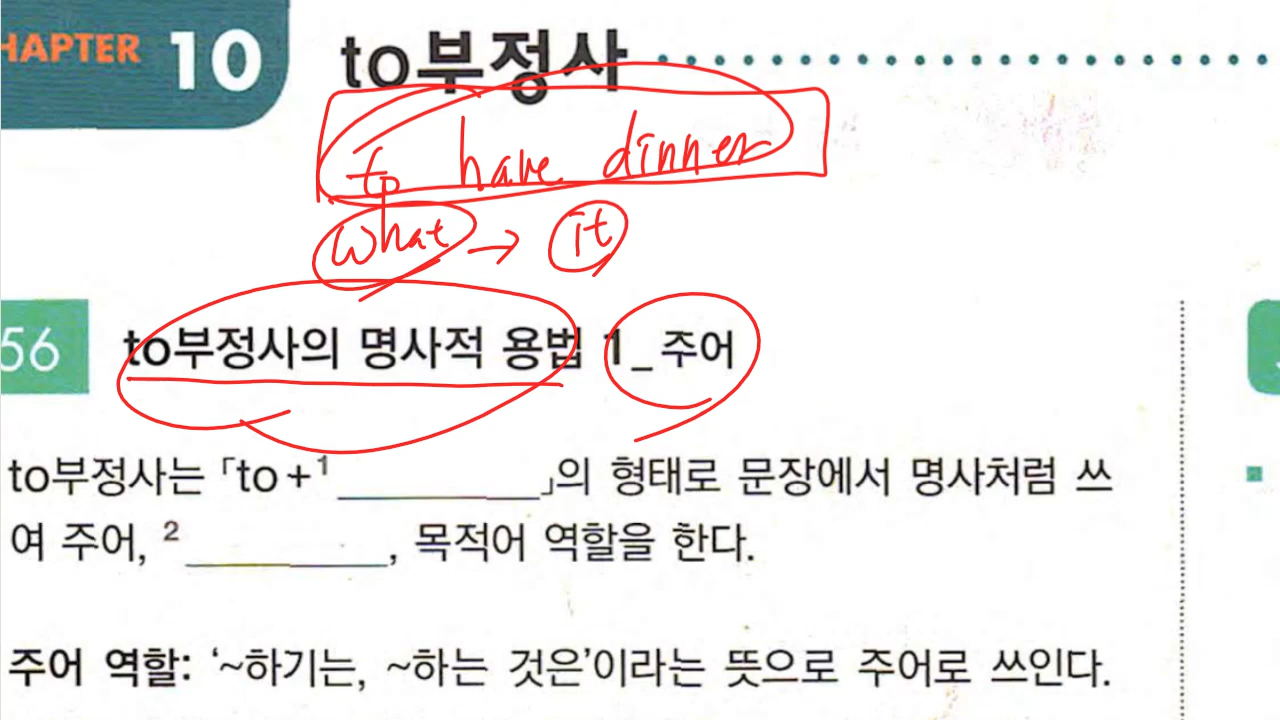 HAPTER 10 to부정사
to have dinner
what → it
56 to부정사의 명사적 용법 1_주어
to부정사는 「to+¹__________」의 형태로 문장에서 명사처럼 쓰
여 주어, ²__________, 목적어 역할을 한다.
주어 역할: ‘~하기는, ~하는 것은’이라는 뜻으로 주어로 쓰인다.